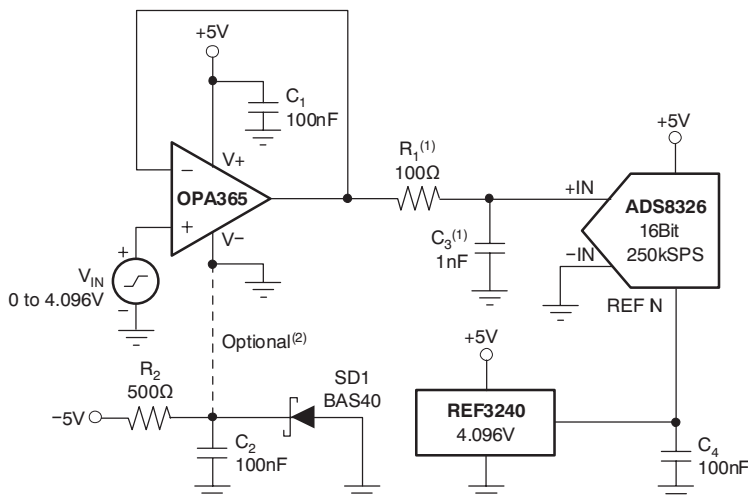 +5V
C1
100nF
V+
−
OPA365
+
V−
+
VIN
0 to 4.096V
−
R1(1)
100Ω
C3(1)
1nF
+5V
+IN
ADS8326
16Bit
−IN
250kSPS
REF N
Optional(2)
R2
500Ω
−5V
C2
100nF
SD1
BAS40
+5V
REF3240
4.096V
C4
100nF